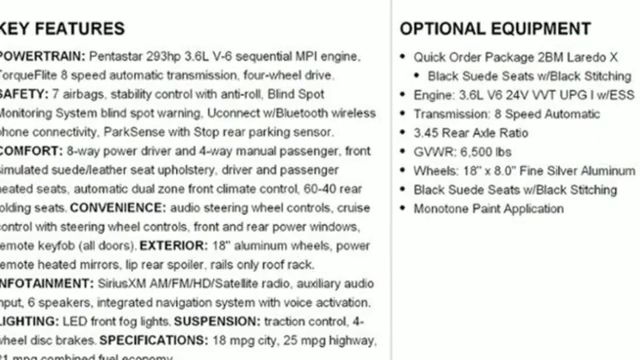 KEY FEATURES
POWERTRAIN: Pentastar 293hp 3.6L V-6 sequential MPI engine,
TorqueFlite 8 speed automatic transmission, four-wheel drive.
SAFETY: 7 airbags, stability control with anti-roll, Blind Spot
Monitoring System blind spot warning, Uconnect w/Bluetooth wireless
phone connectivity, ParkSense with Stop rear parking sensor.
COMFORT: 8-way power driver and 4-way manual passenger, front
simulated suede/leather seat upholstery, driver and passenger
heated seats, automatic dual zone front climate control, 60-40 rear
folding seats. CONVENIENCE: audio steering wheel controls, cruise
control with steering wheel controls, front and rear power windows,
remote keyfob (all doors). EXTERIOR: 18" aluminum wheels, power
remote heated mirrors, lip rear spoiler, rails only roof rack.
INFOTAINMENT: SiriusXM AM/FM/HD/Satellite radio, auxiliary audio
input, 6 speakers, integrated navigation system with voice activation.
LIGHTING: LED front fog lights. SUSPENSION: traction control, 4-
wheel disc brakes. SPECIFICATIONS: 18 mpg city, 25 mpg highway,
21 mpg combined fuel economy
OPTIONAL EQUIPMENT
• Quick Order Package 2BM Laredo X
• Black Suede Seats w/Black Stitching
• Engine: 3.6L V6 24V VVT UPG I w/ESS
• Transmission: 8 Speed Automatic
• 3.45 Rear Axle Ratio
• GVWR: 6,500 lbs
• Wheels: 18" x 8.0" Fine Silver Aluminum
• Black Suede Seats w/Black Stitching
• Monotone Paint Application